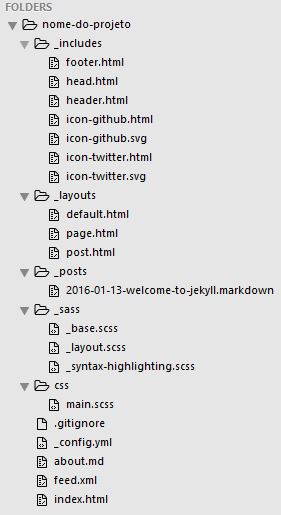 FOLDERS
nome-do-projeto
_includes
footer.html
head.html
header.html
icon-github.html
icon-github.svg
icon-twitter.html
icon-twitter.svg
_layouts
default.html
page.html
post.html
_posts
2016-01-13-welcome-to-jekyll.markdown
_sass
_base.scss
_layout.scss
_syntax-highlighting.scss
css
main.scss
.gitignore
_config.yml
about.md
feed.xml
index.html